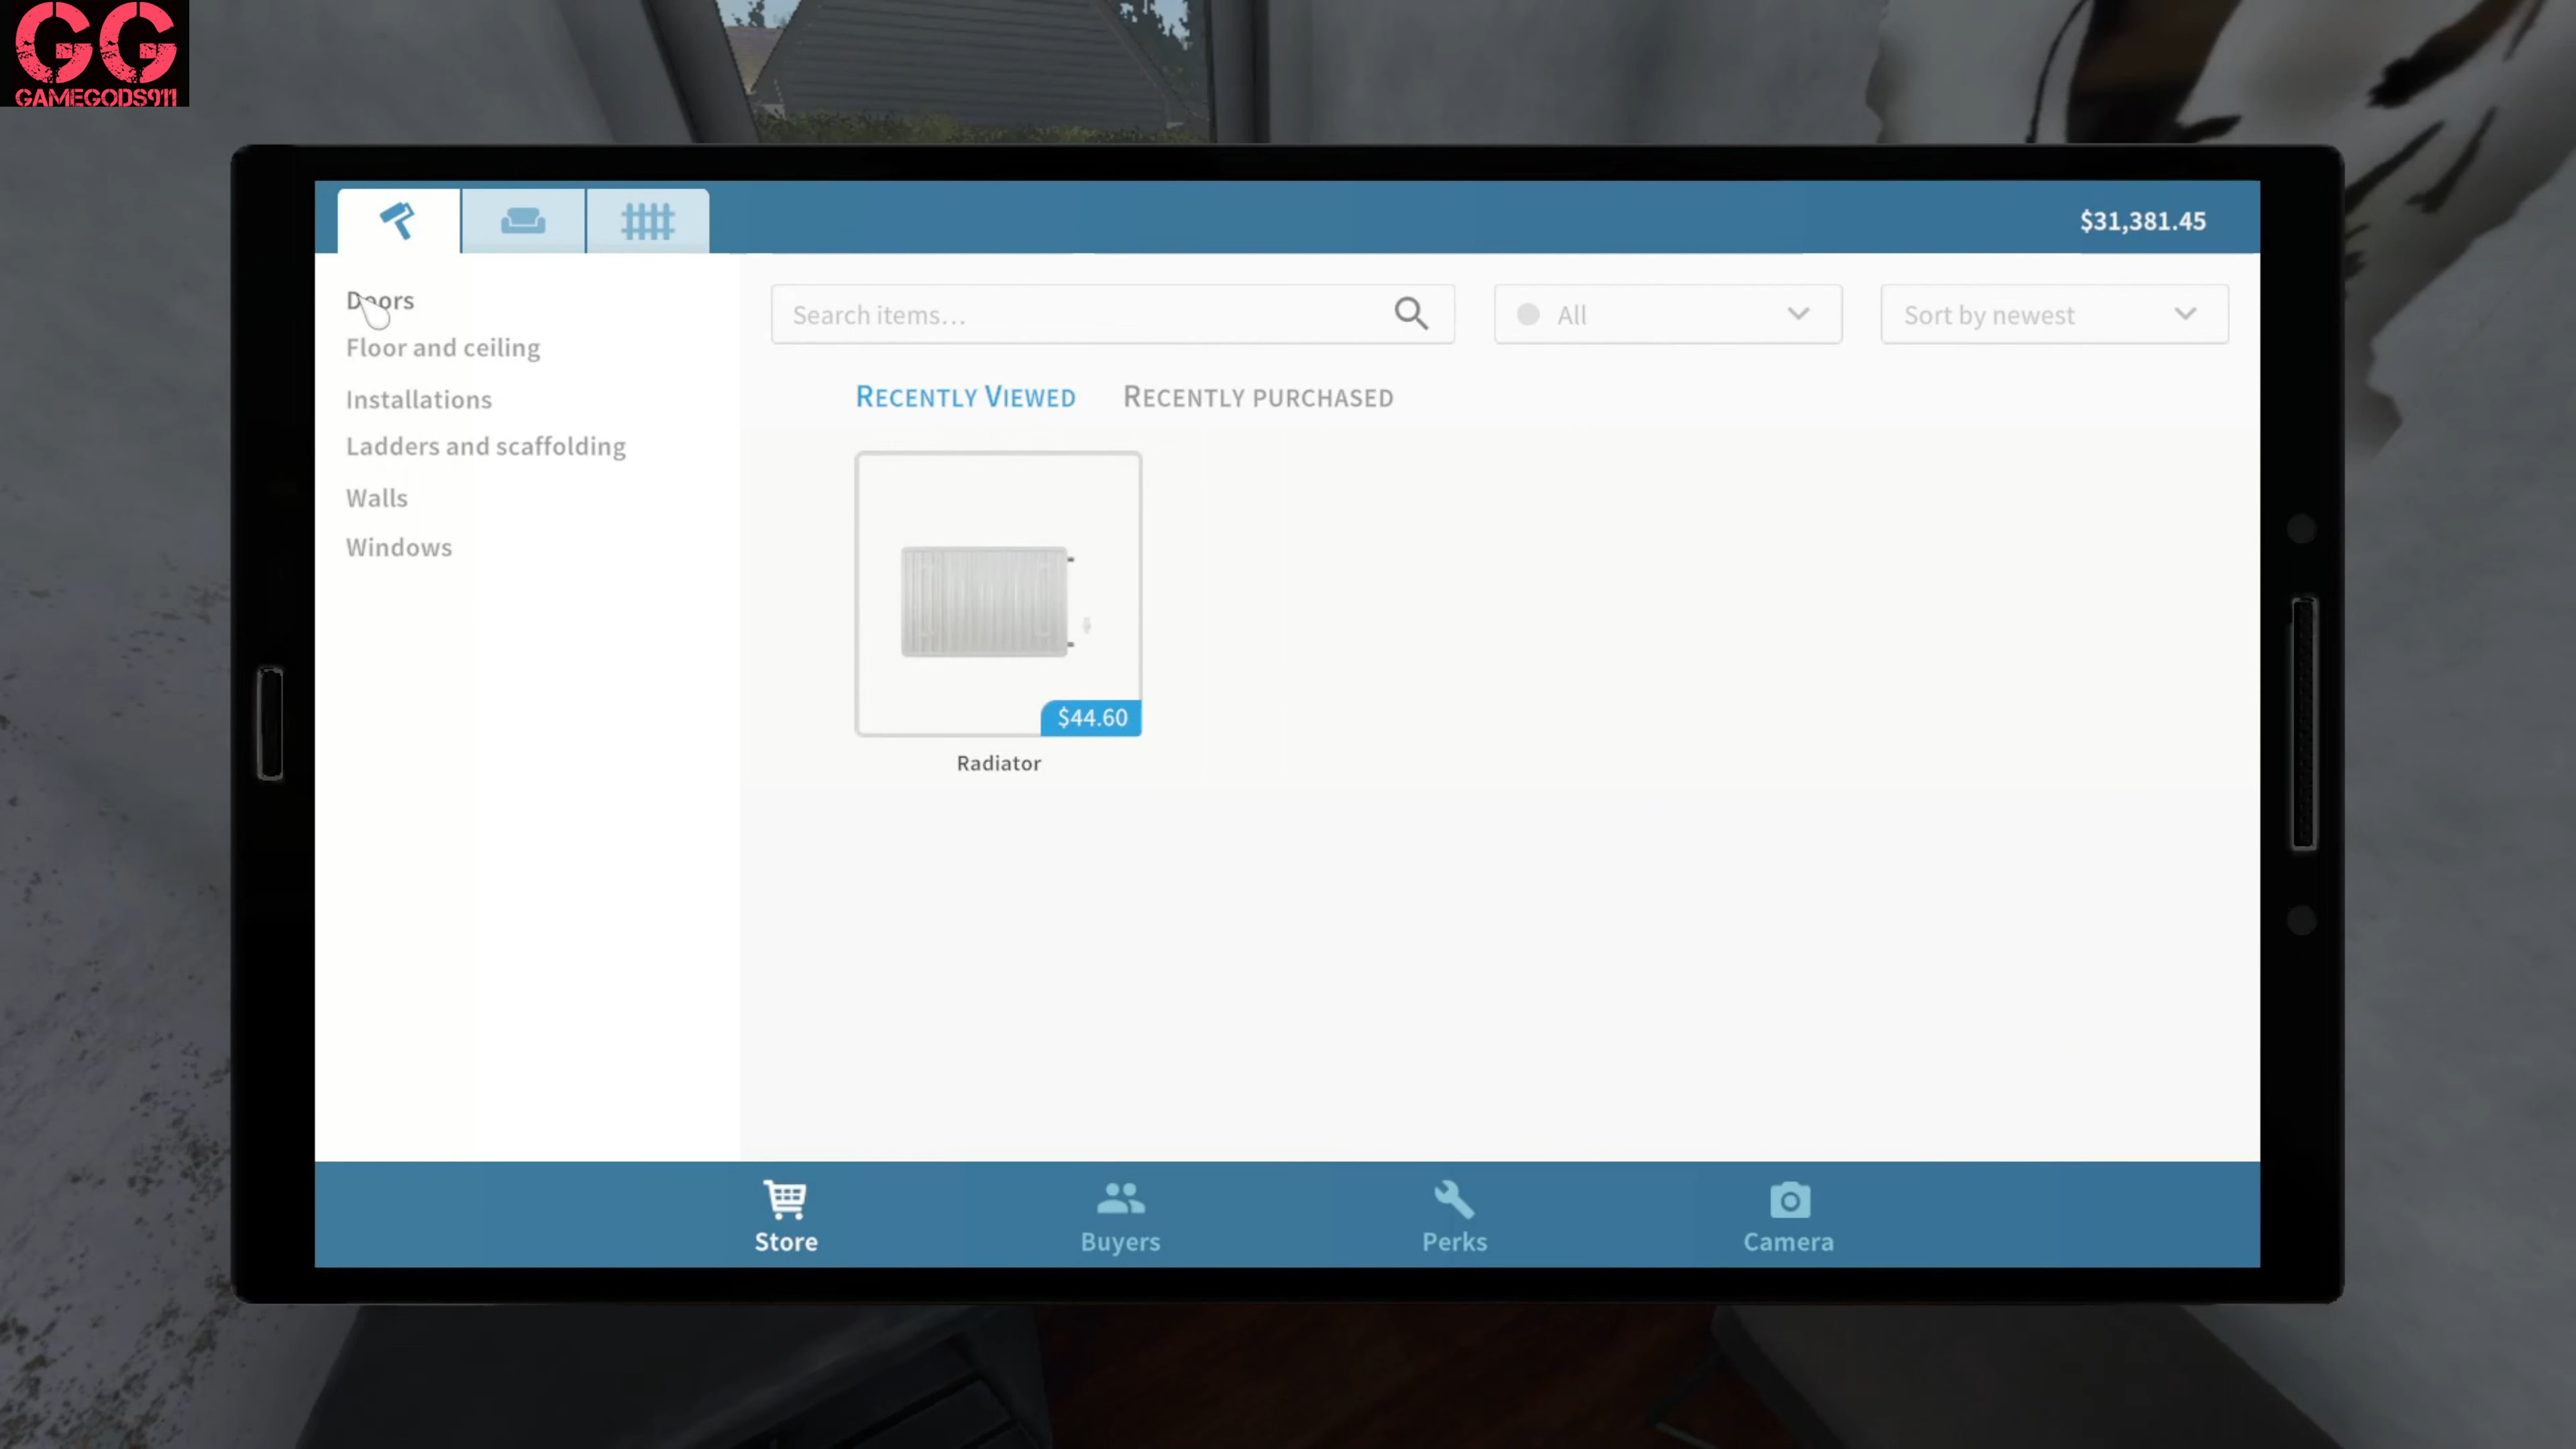 GG
GAMEGODS911
$31,381.45
Doors
Floor and ceiling
Installations
Ladders and scaffolding
Walls
Windows
Search items...
All
Sort by newest
RECENTLY VIEWED
RECENTLY PURCHASED
$44.60
Radiator
Store
Buyers
Perks
Camera